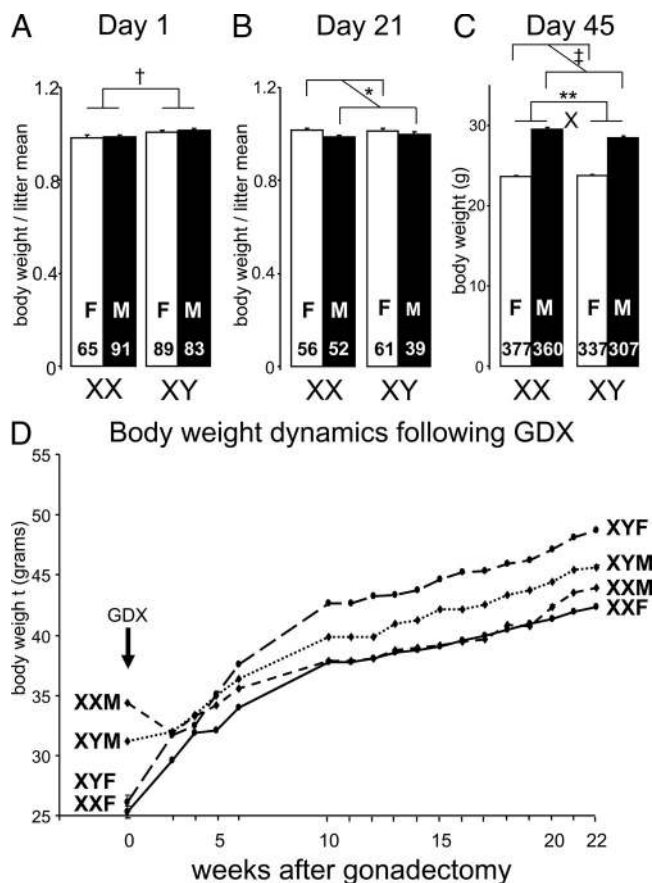 A Day 1
B Day 21
C Day 45
†
*
‡
**
X
body weight / litter mean
1.2
0.8
0.4
0
F M F M
65 91 89 83
XX XY
body weight / litter mean
1.2
0.8
0.4
0
F M F M
56 52 61 39
XX XY
body weight (g)
30
20
10
0
F M F M
377 360 337 307
XX XY
D Body weight dynamics following GDX
body weigh t (grams)
55
50
45
40
35
30
25
GDX
XXM
XYM
XYF
XXF
XYF
XYM
XXM
XXF
0 5 10 15 20 22
weeks after gonadectomy